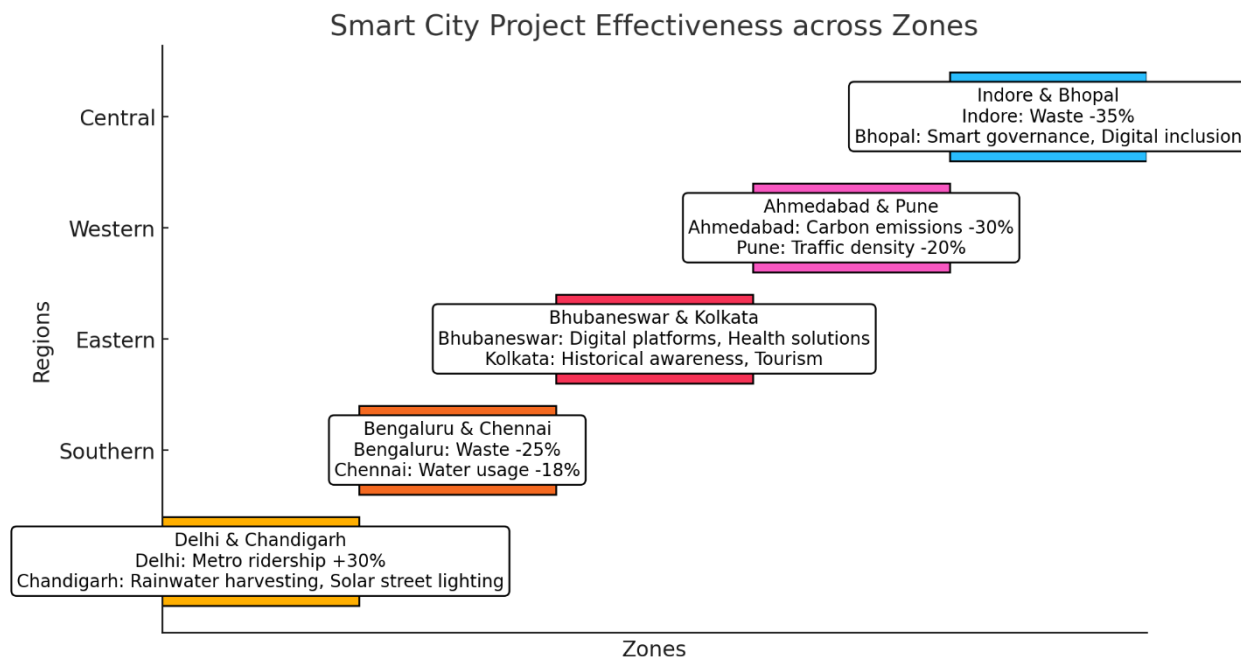 Smart City Project Effectiveness across Zones
Central
Indore & Bhopal
Indore: Waste -35%
Bhopal: Smart governance, Digital inclusion
Western
Ahmedabad & Pune
Ahmedabad: Carbon emissions -30%
Pune: Traffic density -20%
Regions
Eastern
Bhubaneswar & Kolkata
Bhubaneswar: Digital platforms, Health solutions
Kolkata: Historical awareness, Tourism
Southern
Bengaluru & Chennai
Bengaluru: Waste -25%
Chennai: Water usage -18%
Delhi & Chandigarh
Delhi: Metro ridership +30%
Chandigarh: Rainwater harvesting, Solar street lighting
Zones